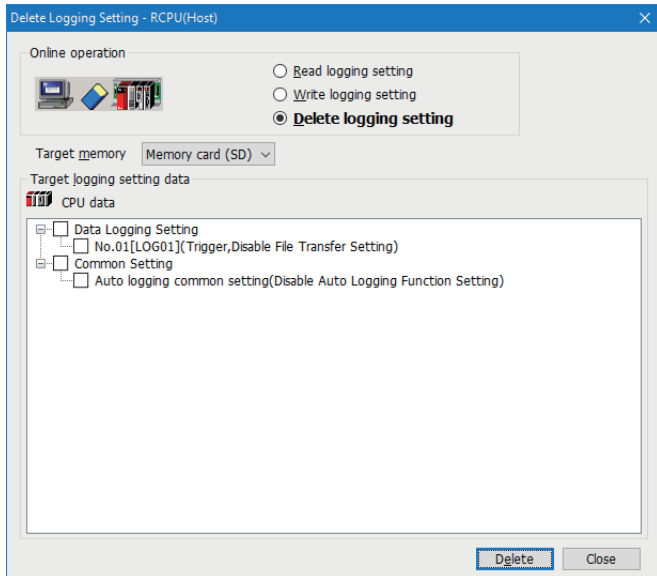 Delete Logging Setting - RCPU(Host)
Online operation
Read logging setting
Write logging setting
Delete logging setting
Target memory Memory card (SD)
Target logging setting data
CPU data
Data Logging Setting
No.01[LOG01](Trigger,Disable File Transfer Setting)
Common Setting
Auto logging common setting(Disable Auto Logging Function Setting)
Delete Close